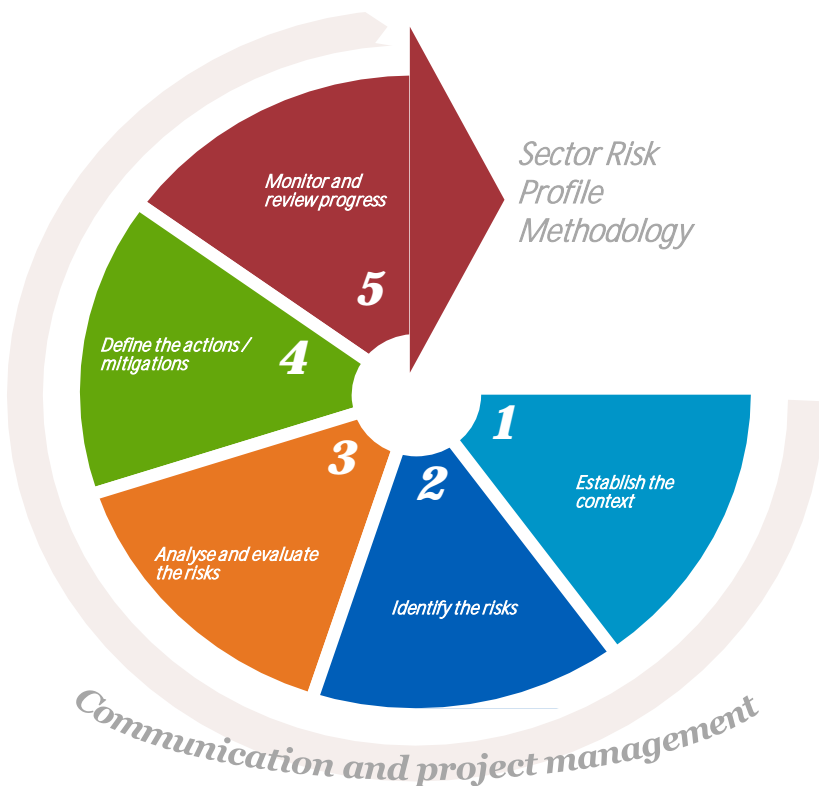 Sector Risk
Profile
Methodology
1
Establish the
context
2
Identify the risks
3
Analyse and evaluate
the risks
4
Define the actions /
mitigations
5
Monitor and
review progress
Communication and project management